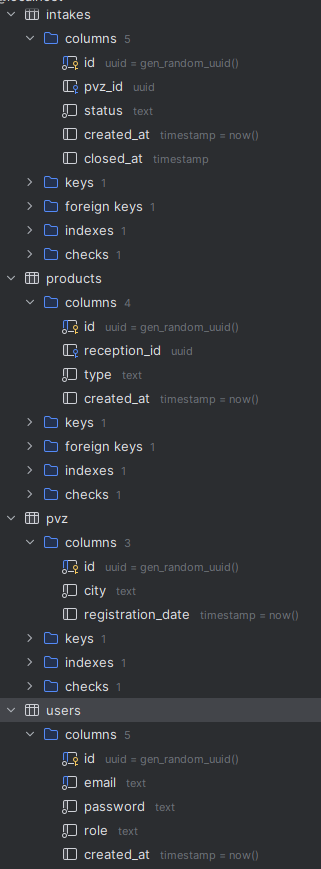 intakes
columns 5
id uuid = gen_random_uuid()
pvz_id uuid
status text
created_at timestamp = now()
closed_at timestamp
keys 1
foreign keys 1
indexes 1
checks 1
products
columns 4
id uuid = gen_random_uuid()
reception_id uuid
type text
created_at timestamp = now()
keys 1
foreign keys 1
indexes 1
checks 1
pvz
columns 3
id uuid = gen_random_uuid()
city text
registration_date timestamp = now()
keys 1
indexes 1
checks 1
users
columns 5
id uuid = gen_random_uuid()
email text
password text
role text
created_at timestamp = now()